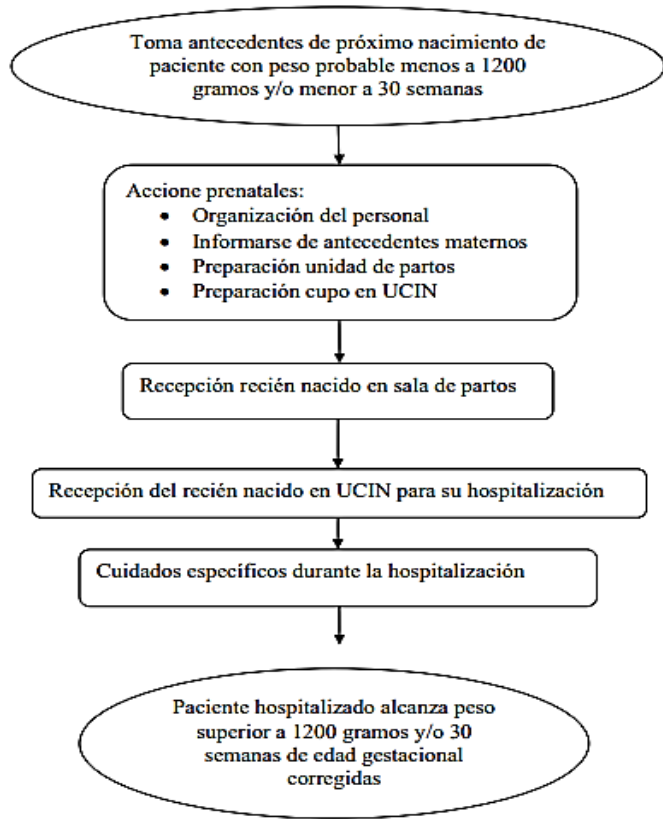 Toma antecedentes de próximo nacimiento de
paciente con peso probable menos a 1200
gramos y/o menor a 30 semanas
Accione prenatales:
• Organización del personal
• Informarse de antecedentes maternos
• Preparación unidad de partos
• Preparación cupo en UCIN
Recepción recién nacido en sala de partos
Recepción del recién nacido en UCIN para su hospitalización
Cuidados específicos durante la hospitalización
Paciente hospitalizado alcanza peso
superior a 1200 gramos y/o 30
semanas de edad gestacional
corregidas